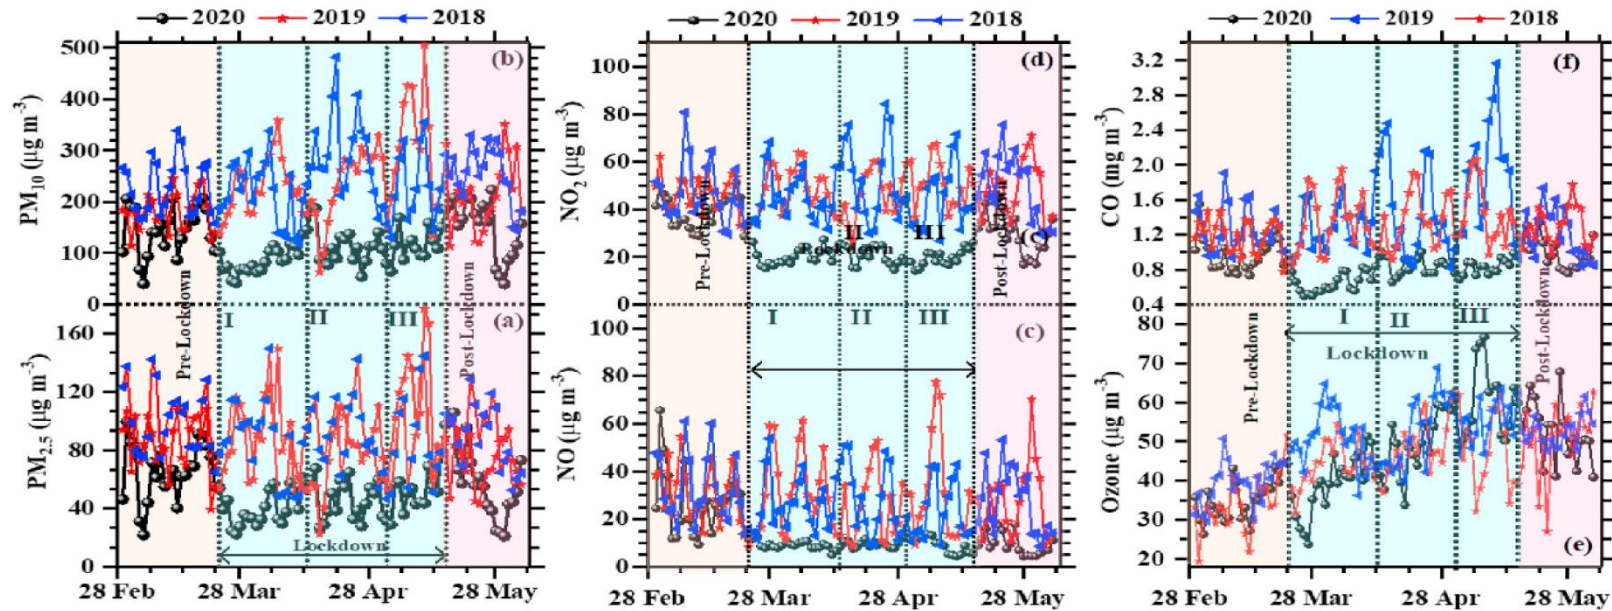 2020 2019 2018
2020 2019 2018
2020 2019 2018
PM10 (μg m-3)
500
400
300
200
100
0
(b)
PM2.5 (μg m-3)
160
120
80
40
0
(a)
Pre-Lockdown
I
II
III
Post-Lockdown
Lockdown
28 Feb 28 Mar 28 Apr 28 May
NO2 (μg m-3)
100
80
60
40
20
0
(d)
Pre-Lockdown
II
III
(c)
Lockdown
Post-Lockdown
NO (μg m-3)
100
80
60
40
20
0
I
II
III
(c)
28 Feb 28 Mar 28 Apr 28 May
CO (mg m-3)
3.2
2.8
2.4
2.0
1.6
1.2
0.8
0.4
(f)
Ozone (μg m-3)
80
70
60
50
40
30
20
Pre-Lockdown
I
II
III
Lockdown
Post-Lockdown
(e)
28 Feb 28 Mar 28 Apr 28 May